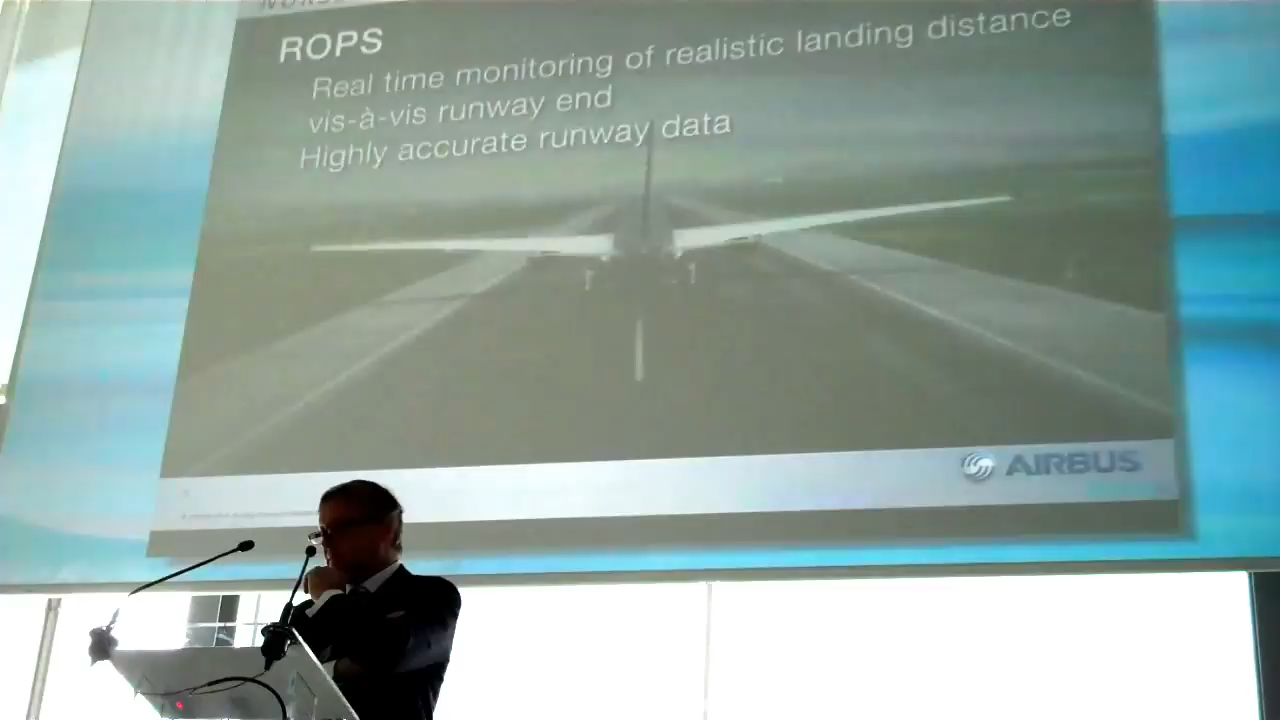 ROPS
Real time monitoring of realistic landing distance
vis-à-vis runway end
Highly accurate runway data
AIRBUS